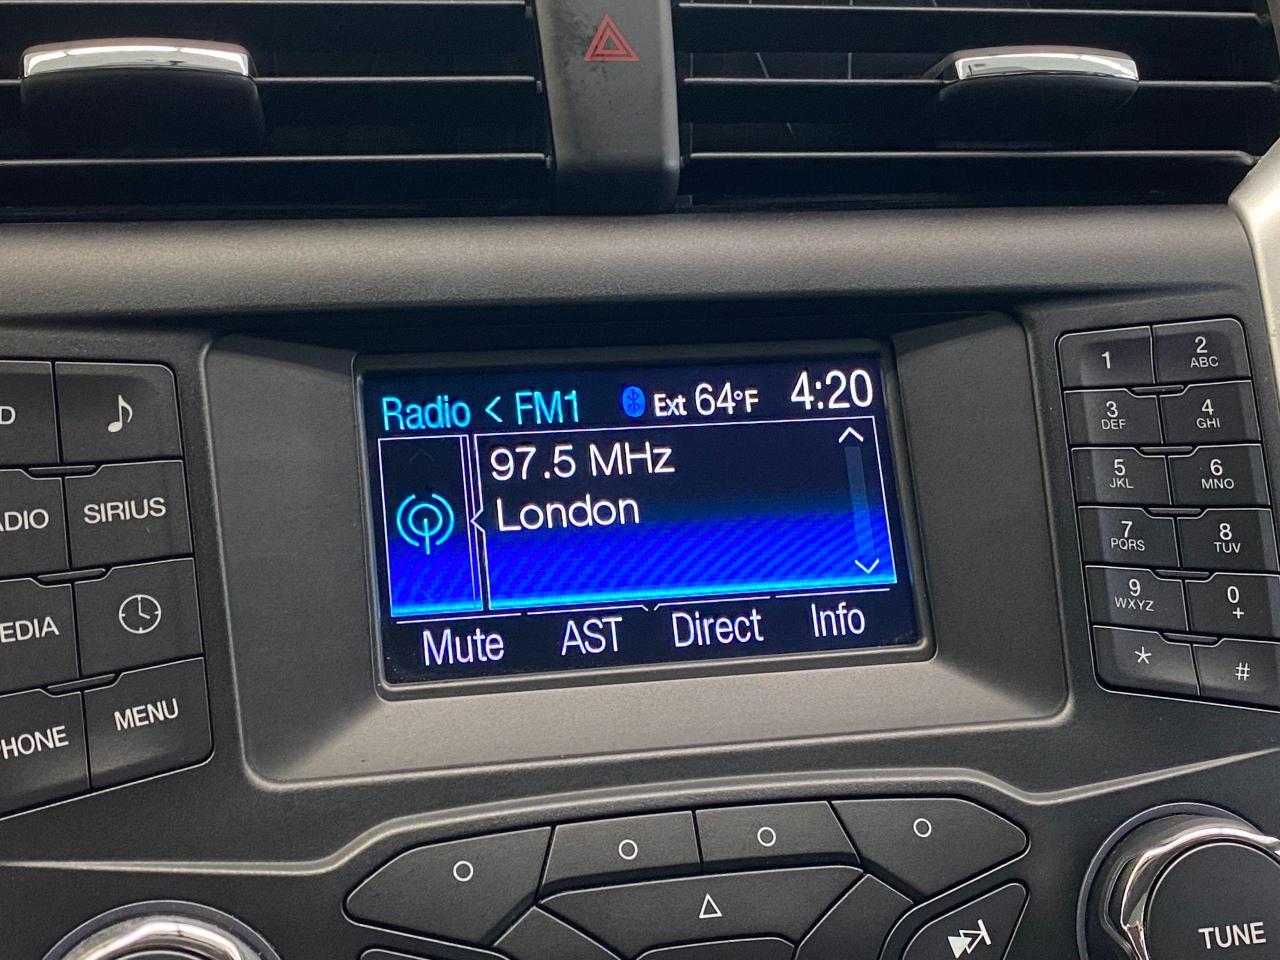 Radio < FM1 Ext 64°F 4:20
97.5 MHz
London
Mute AST Direct Info
SIRIUS
MENU
1
2 ABC
3 DEF
4 GHI
5 JKL
6 MNO
7 PQRS
8 TUV
9 WXYZ
0 +
*
#
TUNE